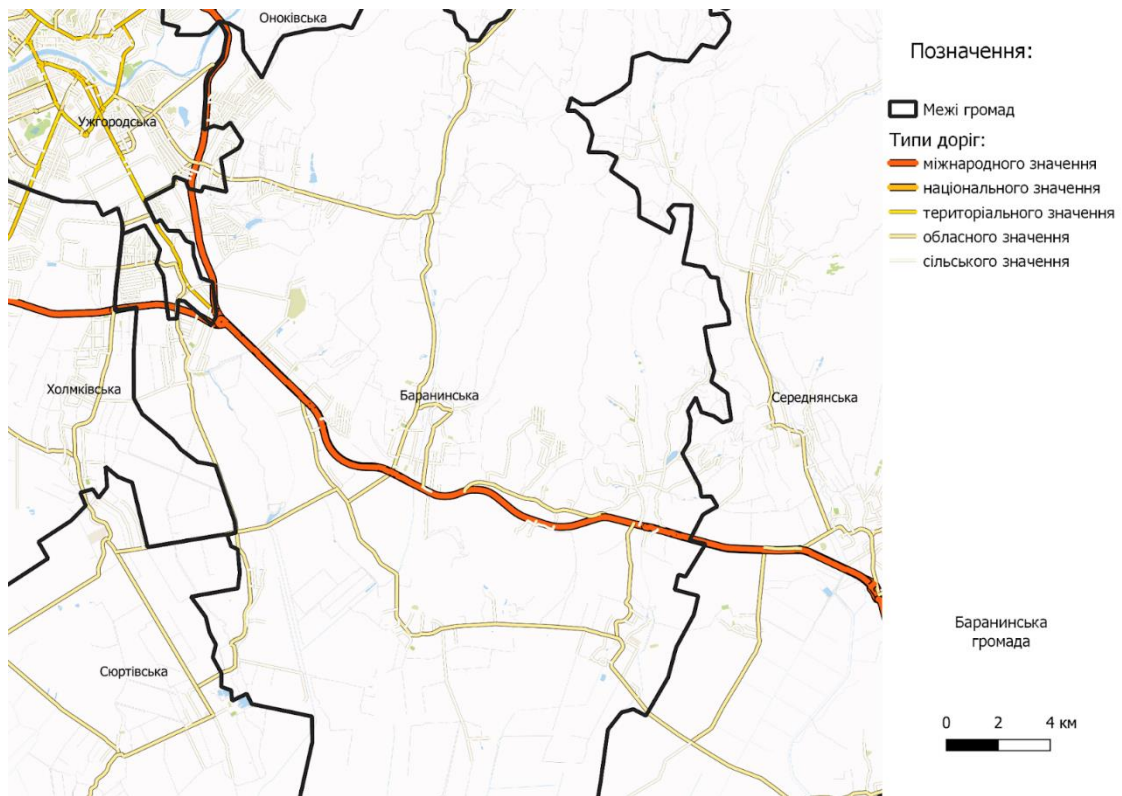 Оноківська
Позначення:
Ужгородська
Межі громад
Типи доріг:
міжнародного значення
національного значення
територіального значення
обласного значення
сільського значення
Холмківська
Баранинська
Середнянська
Баранинська
громада
Сюртівська
0 2 4 км